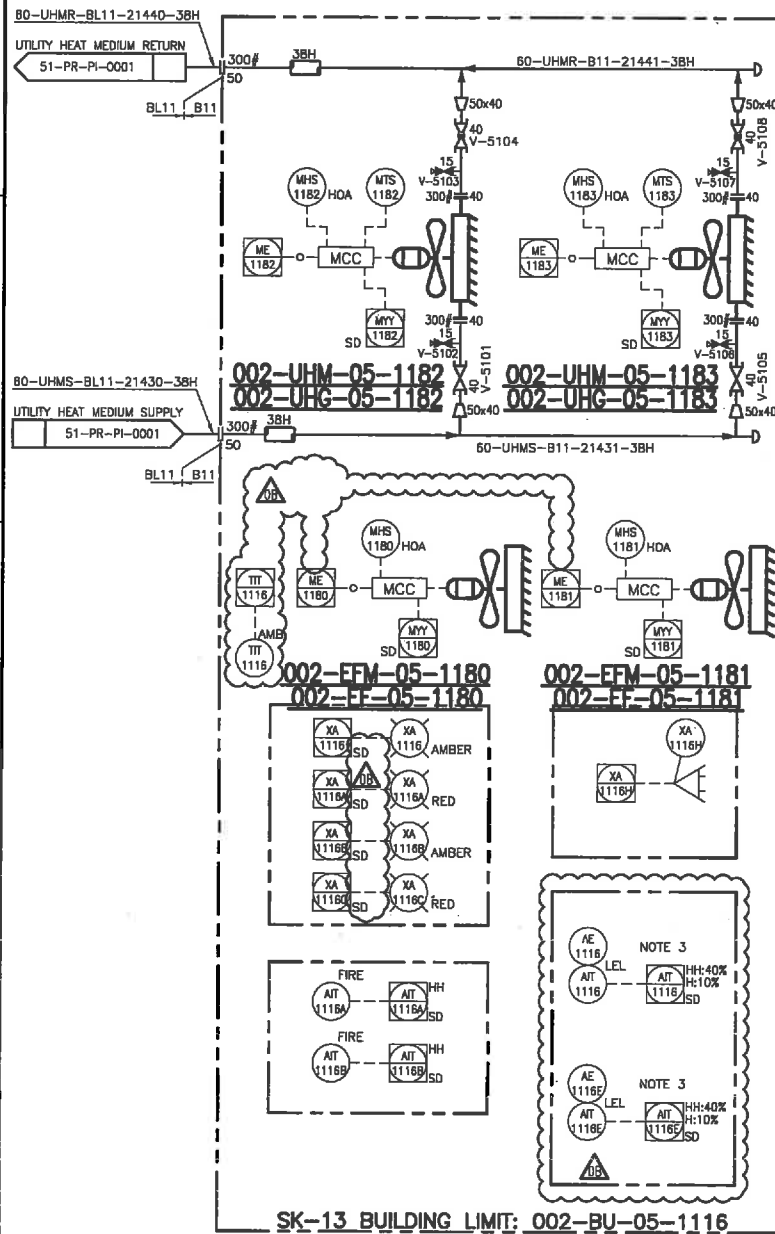 80-UHMR-BL11-21440-38H
UTILITY HEAT MEDIUM RETURN
51-PR-PI-0001
300#
50
BL11 B11
38H
60-UHMR-B11-21441-38H
50x40
40
V-5104
15
V-5103
300# 40
MHS
1182
HOA
MTS
1182
ME
1182
MCC
MYY
1182
SD
300# 40
15
V-5102
40
V-5101
50x40
002-UHM-05-1182
002-UHG-05-1182
50x40
40
V-5108
15
V-5107
300# 40
MHS
1183
HOA
MTS
1183
ME
1183
MCC
MYY
1183
SD
300# 40
15
V-5106
40
V-5105
50x40
002-UHM-05-1183
002-UHG-05-1183
80-UHMS-BL11-21430-38H
UTILITY HEAT MEDIUM SUPPLY
51-PR-PI-0001
300#
50
BL11 B11
38H
60-UHMS-B11-21431-38H
0B
TIT
1116
AMB
TIT
1116
MHS
1180
HOA
ME
1180
MCC
MYY
1180
SD
002-EFM-05-1180
002-EF-05-1180
MHS
1181
HOA
ME
1181
MCC
MYY
1181
SD
002-EFM-05-1181
002-EF-05-1181
XA
1116
SD
XA
1116
AMBER
0B
XA
1116A
SD
XA
1116A
RED
XA
1116B
SD
XA
1116B
AMBER
XA
1116C
SD
XA
1116C
RED
XA
1116H
XA
1116H
FIRE
AIT
1116A
AIT
1116A
HH
SD
FIRE
AIT
1116B
AIT
1116B
HH
SD
AE
1116
LEL
AIT
1116
NOTE 3
AIT
1116
HH:40%
H:10%
SD
AE
1116E
LEL
AIT
1116E
NOTE 3
AIT
1116E
HH:40%
H:10%
SD
0B
SK-13 BUILDING LIMIT: 002-BU-05-1116